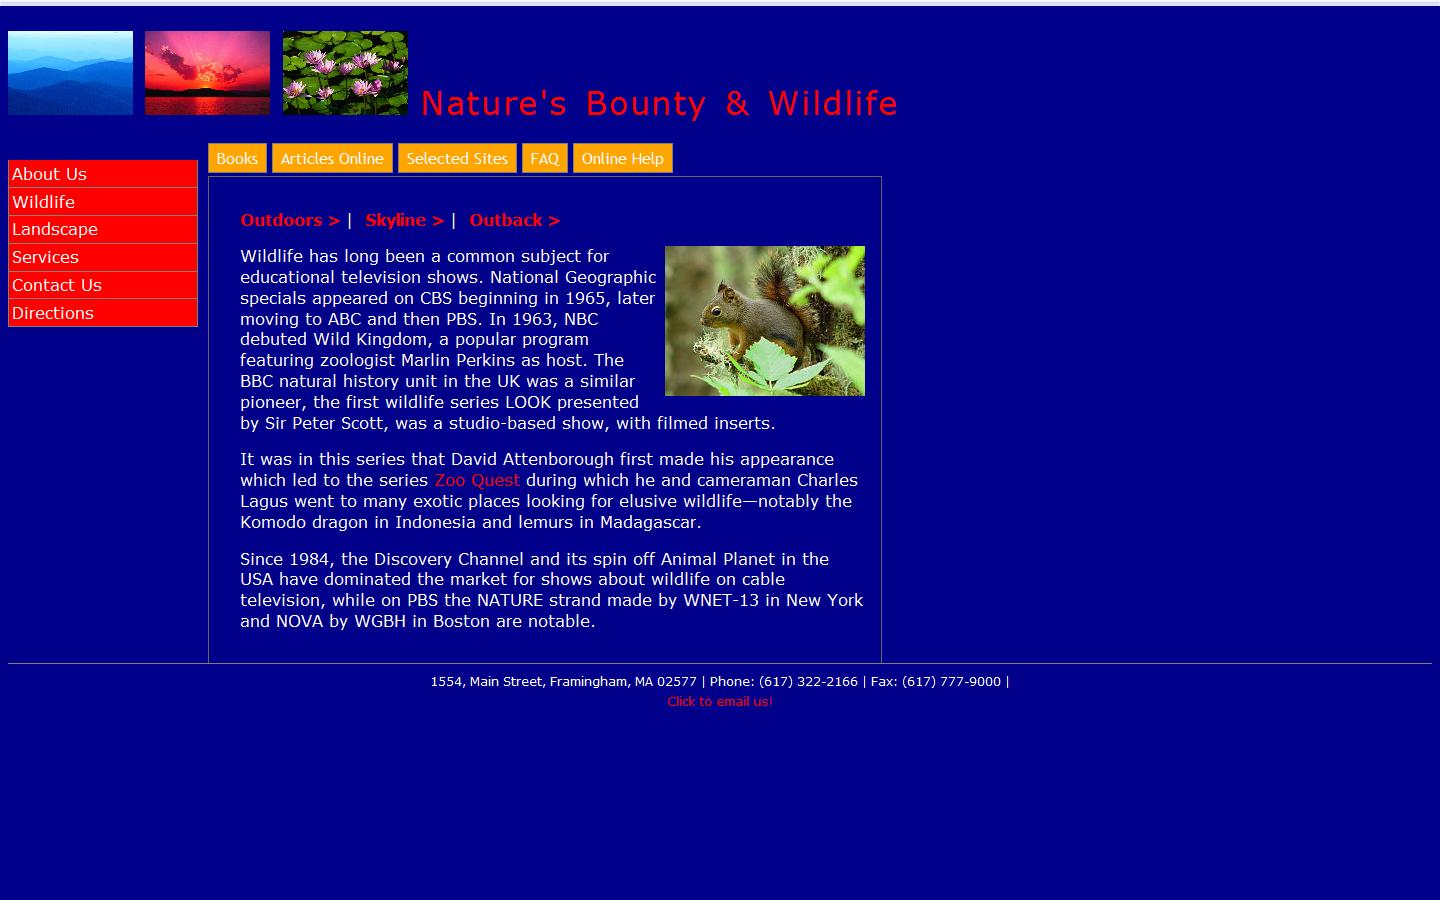 Nature's Bounty & Wildlife
Books
Articles Online
Selected Sites
FAQ
Online Help
About Us
Wildlife
Landscape
Services
Contact Us
Directions
Outdoors > | Skyline > | Outback >
Wildlife has long been a common subject for
educational television shows. National Geographic
specials appeared on CBS beginning in 1965, later
moving to ABC and then PBS. In 1963, NBC
debuted Wild Kingdom, a popular program
featuring zoologist Marlin Perkins as host. The
BBC natural history unit in the UK was a similar
pioneer, the first wildlife series LOOK presented
by Sir Peter Scott, was a studio-based show, with filmed inserts.
It was in this series that David Attenborough first made his appearance
which led to the series Zoo Quest during which he and cameraman Charles
Lagus went to many exotic places looking for elusive wildlife—notably the
Komodo dragon in Indonesia and lemurs in Madagascar.
Since 1984, the Discovery Channel and its spin off Animal Planet in the
USA have dominated the market for shows about wildlife on cable
television, while on PBS the NATURE strand made by WNET-13 in New York
and NOVA by WGBH in Boston are notable.
1554, Main Street, Framingham, MA 02577 | Phone: (617) 322-2166 | Fax: (617) 777-9000 |
Click to email us!